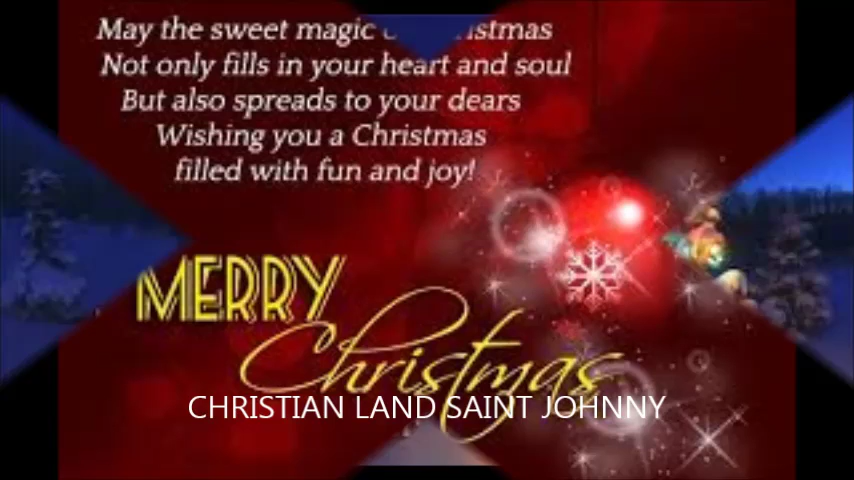 May the sweet magic
Not only fills in your heart and soul
But also spreads to your dears
Wishing you a Christmas
filled with fun and joy!
MERRY
Christmas
CHRISTIAN LAND SAINT JOHNNY